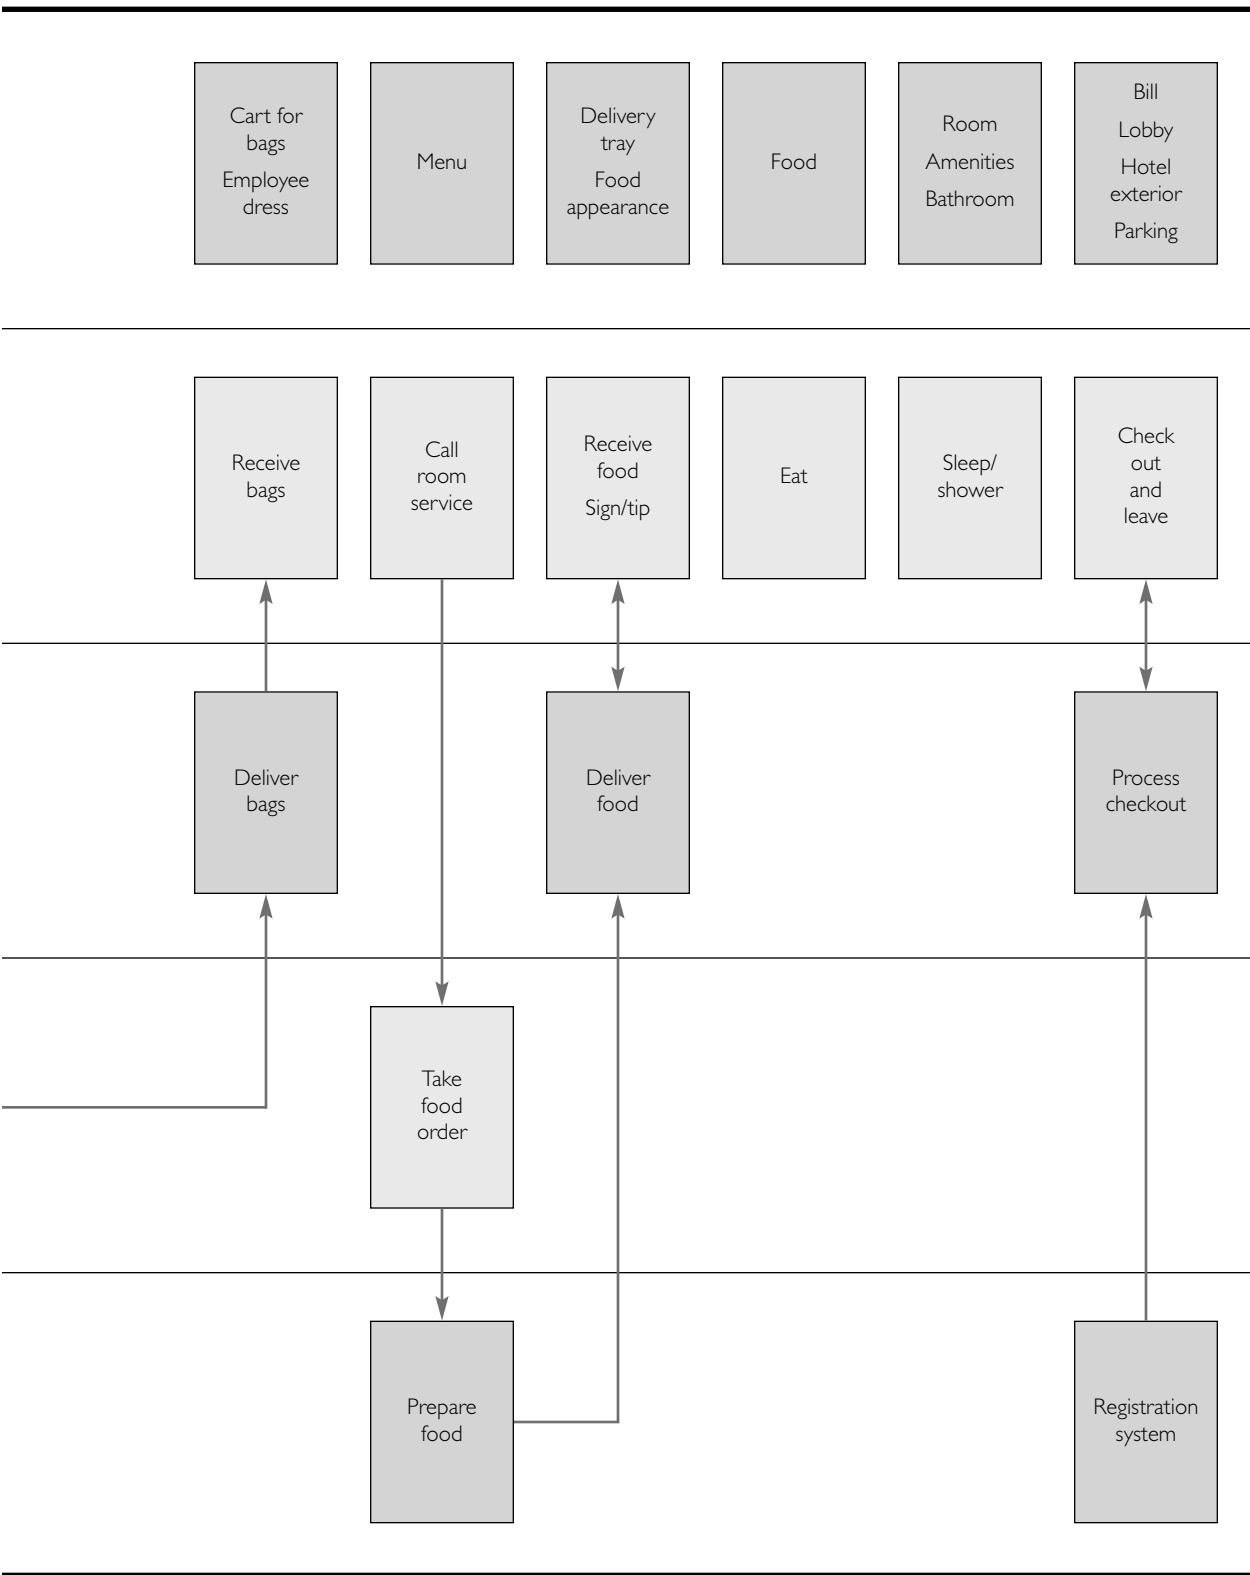 Cart for
bags
Employee
dress
Menu
Delivery
tray
Food
appearance
Food
Room
Amenities
Bathroom
Bill
Lobby
Hotel
exterior
Parking
Receive
bags
Call
room
service
Receive
food
Sign/tip
Eat
Sleep/
shower
Check
out
and
leave
Deliver
bags
Deliver
food
Process
checkout
Take
food
order
Prepare
food
Registration
system